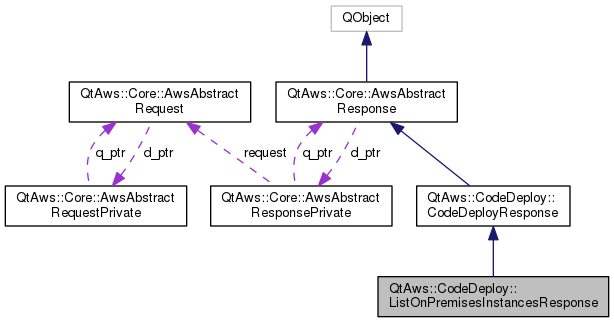 QObject
QtAws::Core::AwsAbstract
Request
QtAws::Core::AwsAbstract
Response
q_ptr
d_ptr
request
q_ptr
d_ptr
QtAws::Core::AwsAbstract
RequestPrivate
QtAws::Core::AwsAbstract
ResponsePrivate
QtAws::CodeDeploy::
CodeDeployResponse
QtAws::CodeDeploy::
ListOnPremisesInstancesResponse